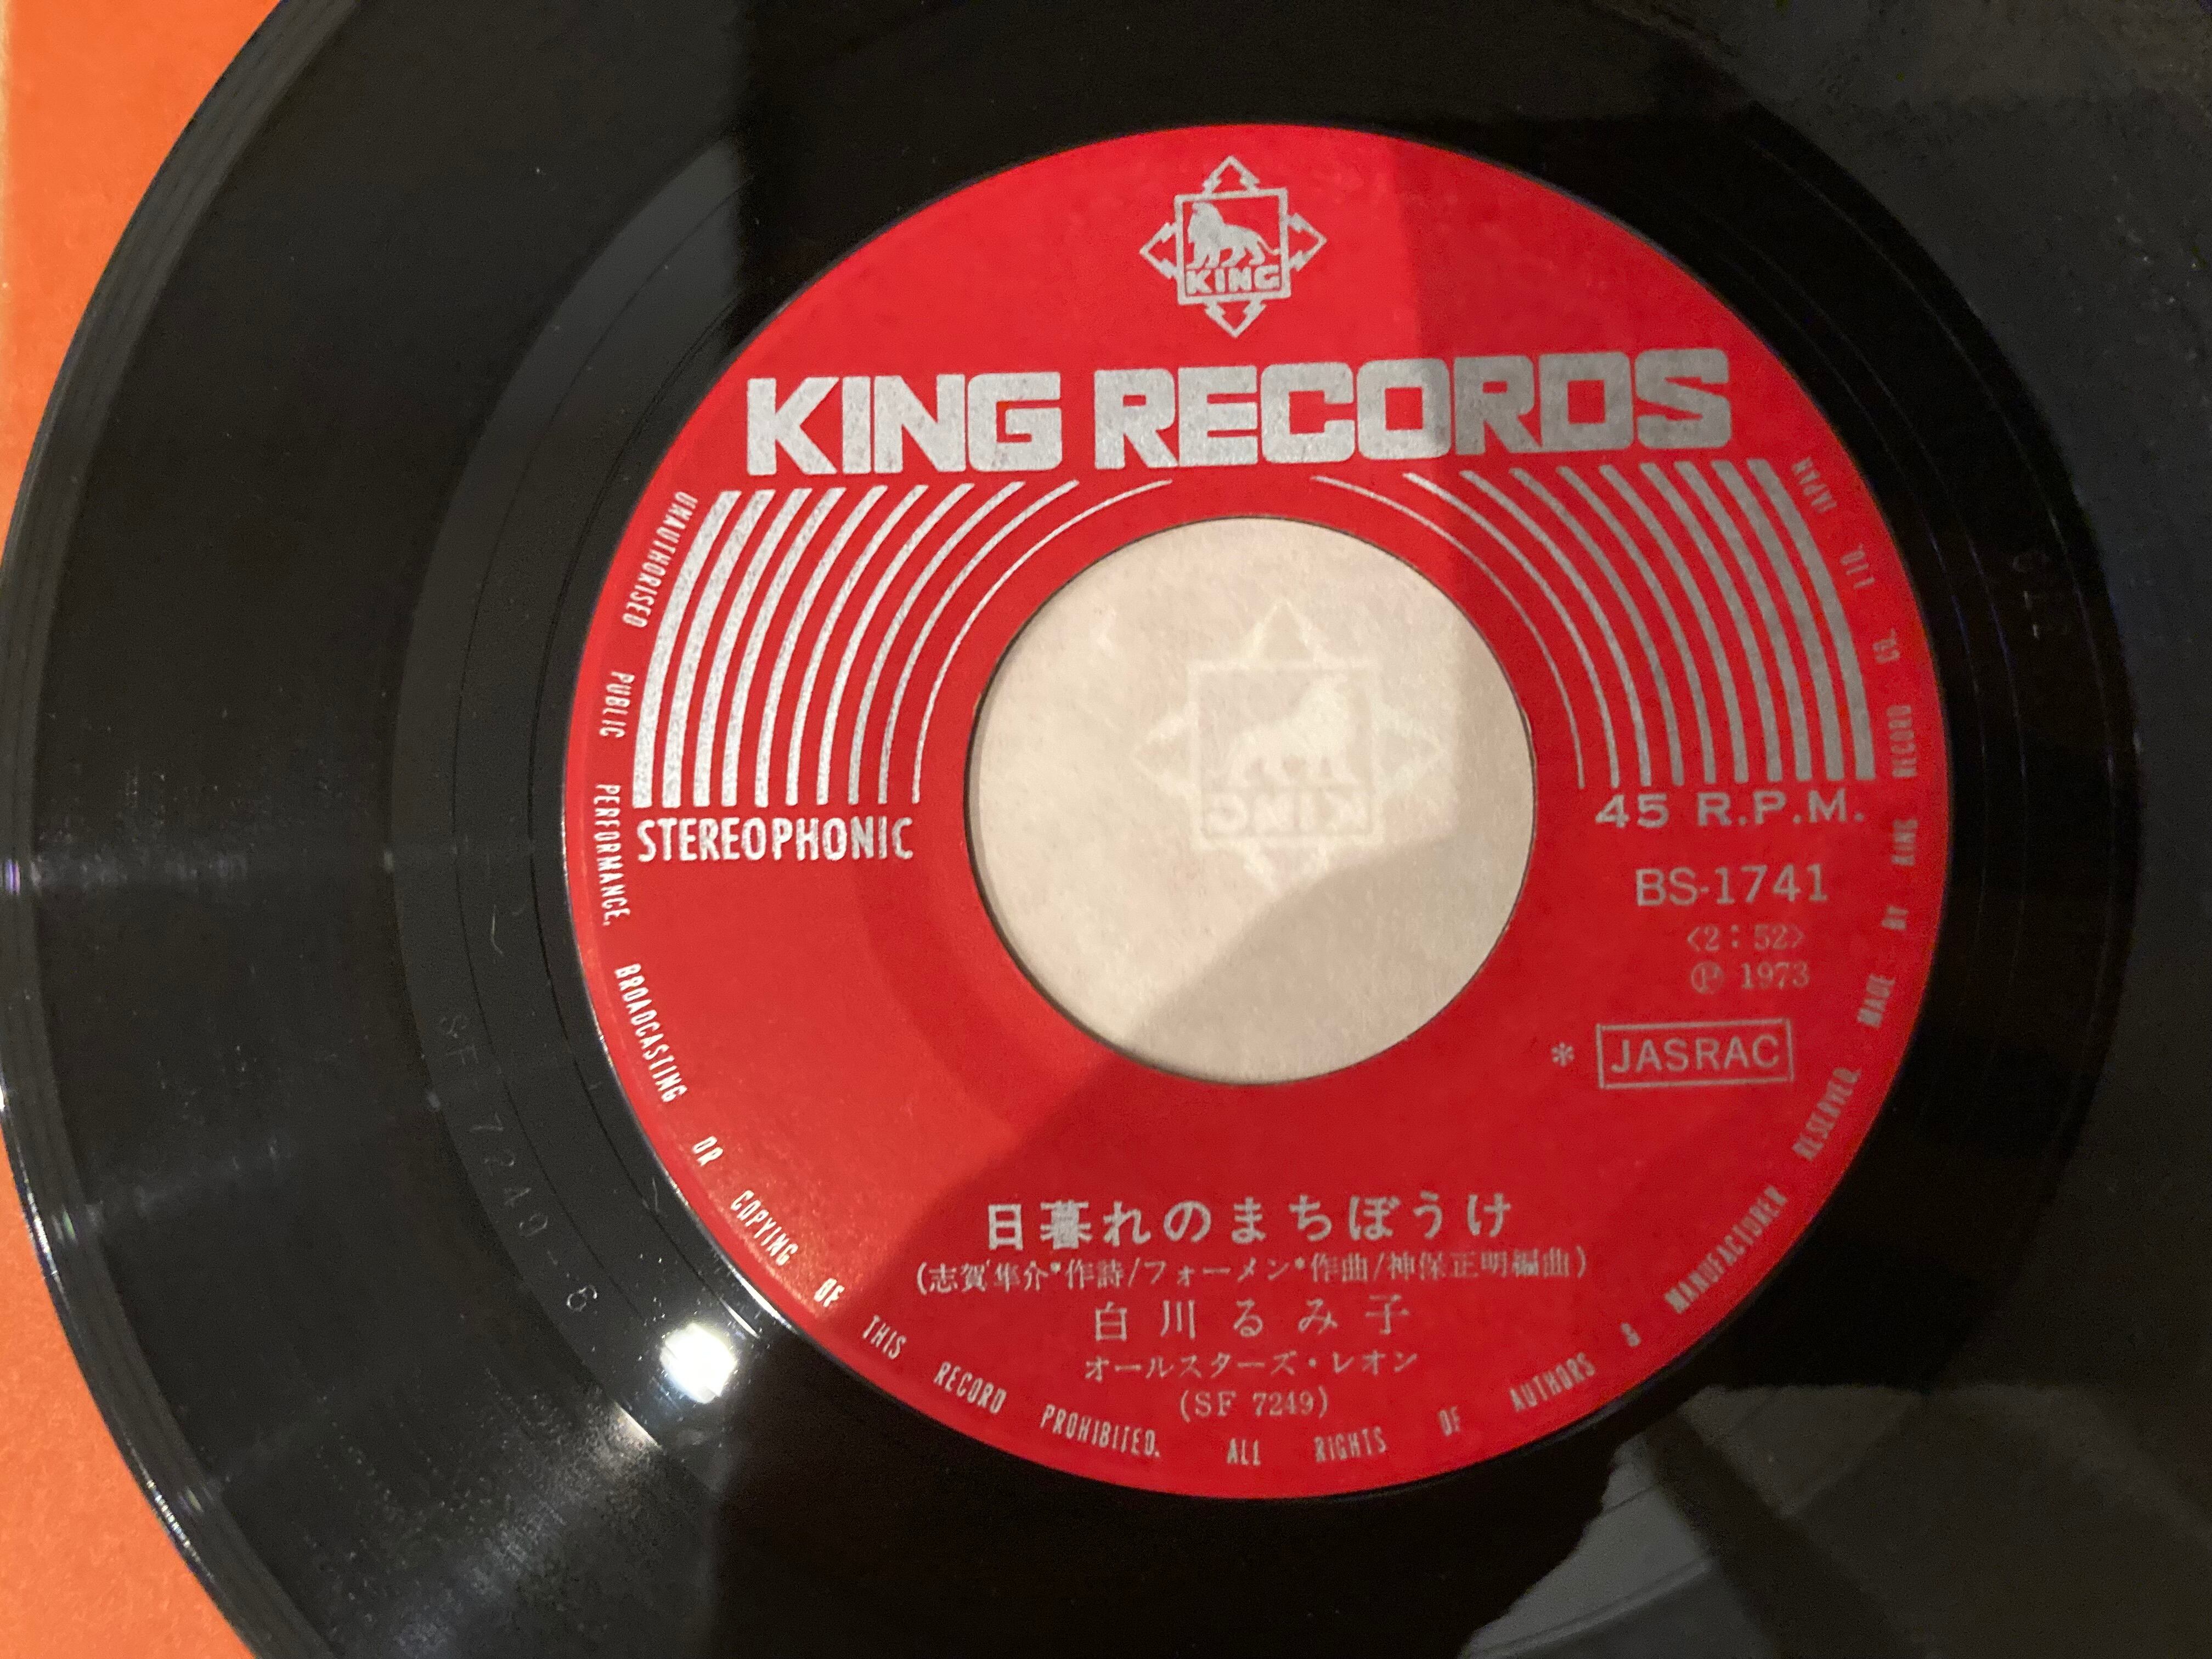 KING
KING RECORDS
STEREOPHONIC
45 R.P.M.
BS-1741
<2:52>
Ⓟ 1973
* JASRAC
日暮れのまちぼうけ
(志賀隼介*作詩/フォーメン*作曲/神保正明編曲)
白川るみ子
オールスターズ・レオン
(SF 7249)
UNAUTHORISED PUBLIC PERFORMANCE, BROADCASTING OR COPYING OF THIS RECORD PROHIBITED. ALL RIGHTS OF AUTHORS & MANUFACTURER RESERVED. MADE BY KING RECORD CO. LTD. JAPAN
KING
SF-7249-6